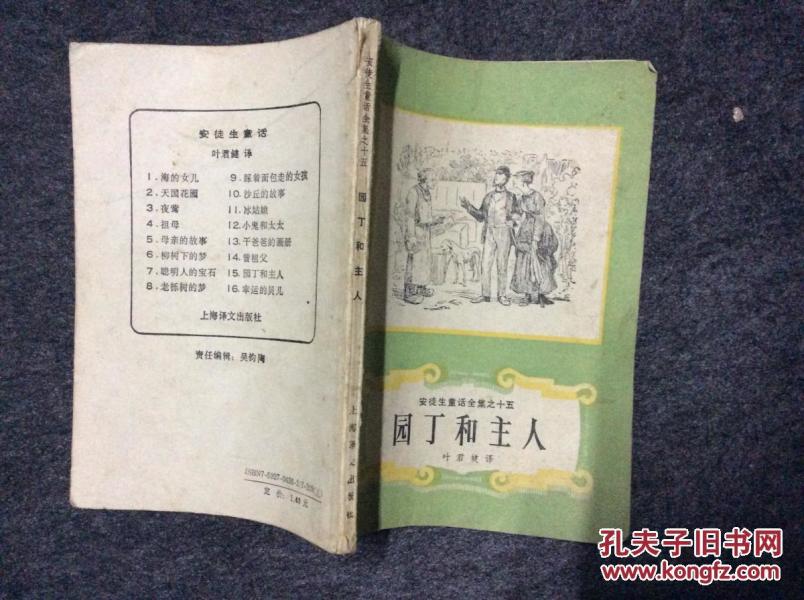 安徒生童话
叶君健 译
1. 海的女儿
2. 天国花园
3. 夜莺
4. 祖母
5. 母亲的故事
6. 柳树下的梦
7. 聪明人的宝石
8. 老栎树的梦
9. 踩着面包走的女孩
10. 沙丘的故事
11. 冰姑娘
12. 小鬼和太太
13. 干爸爸的画册
14. 曾祖父
15. 园丁和主人
16. 幸运的贝儿
上海译文出版社
责任编辑：吴钧陶
定价：1.45元
安徒生童话全集之十五
园丁和主人
上海译文出版社
安徒生童话全集之十五
园丁和主人
叶君健译
孔夫子旧书网
www.kongfz.com